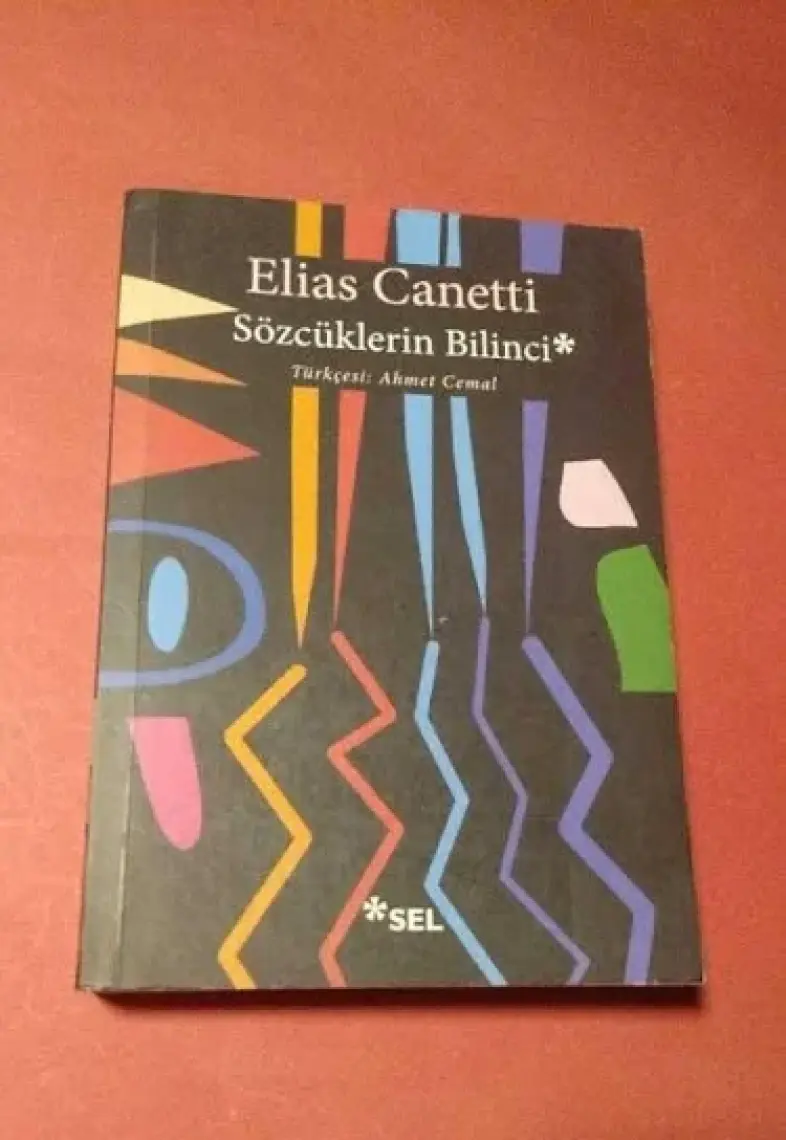 Elias Canetti
Sözcüklerin Bilinci*
Türkçesi: Ahmet Cemal
*SEL